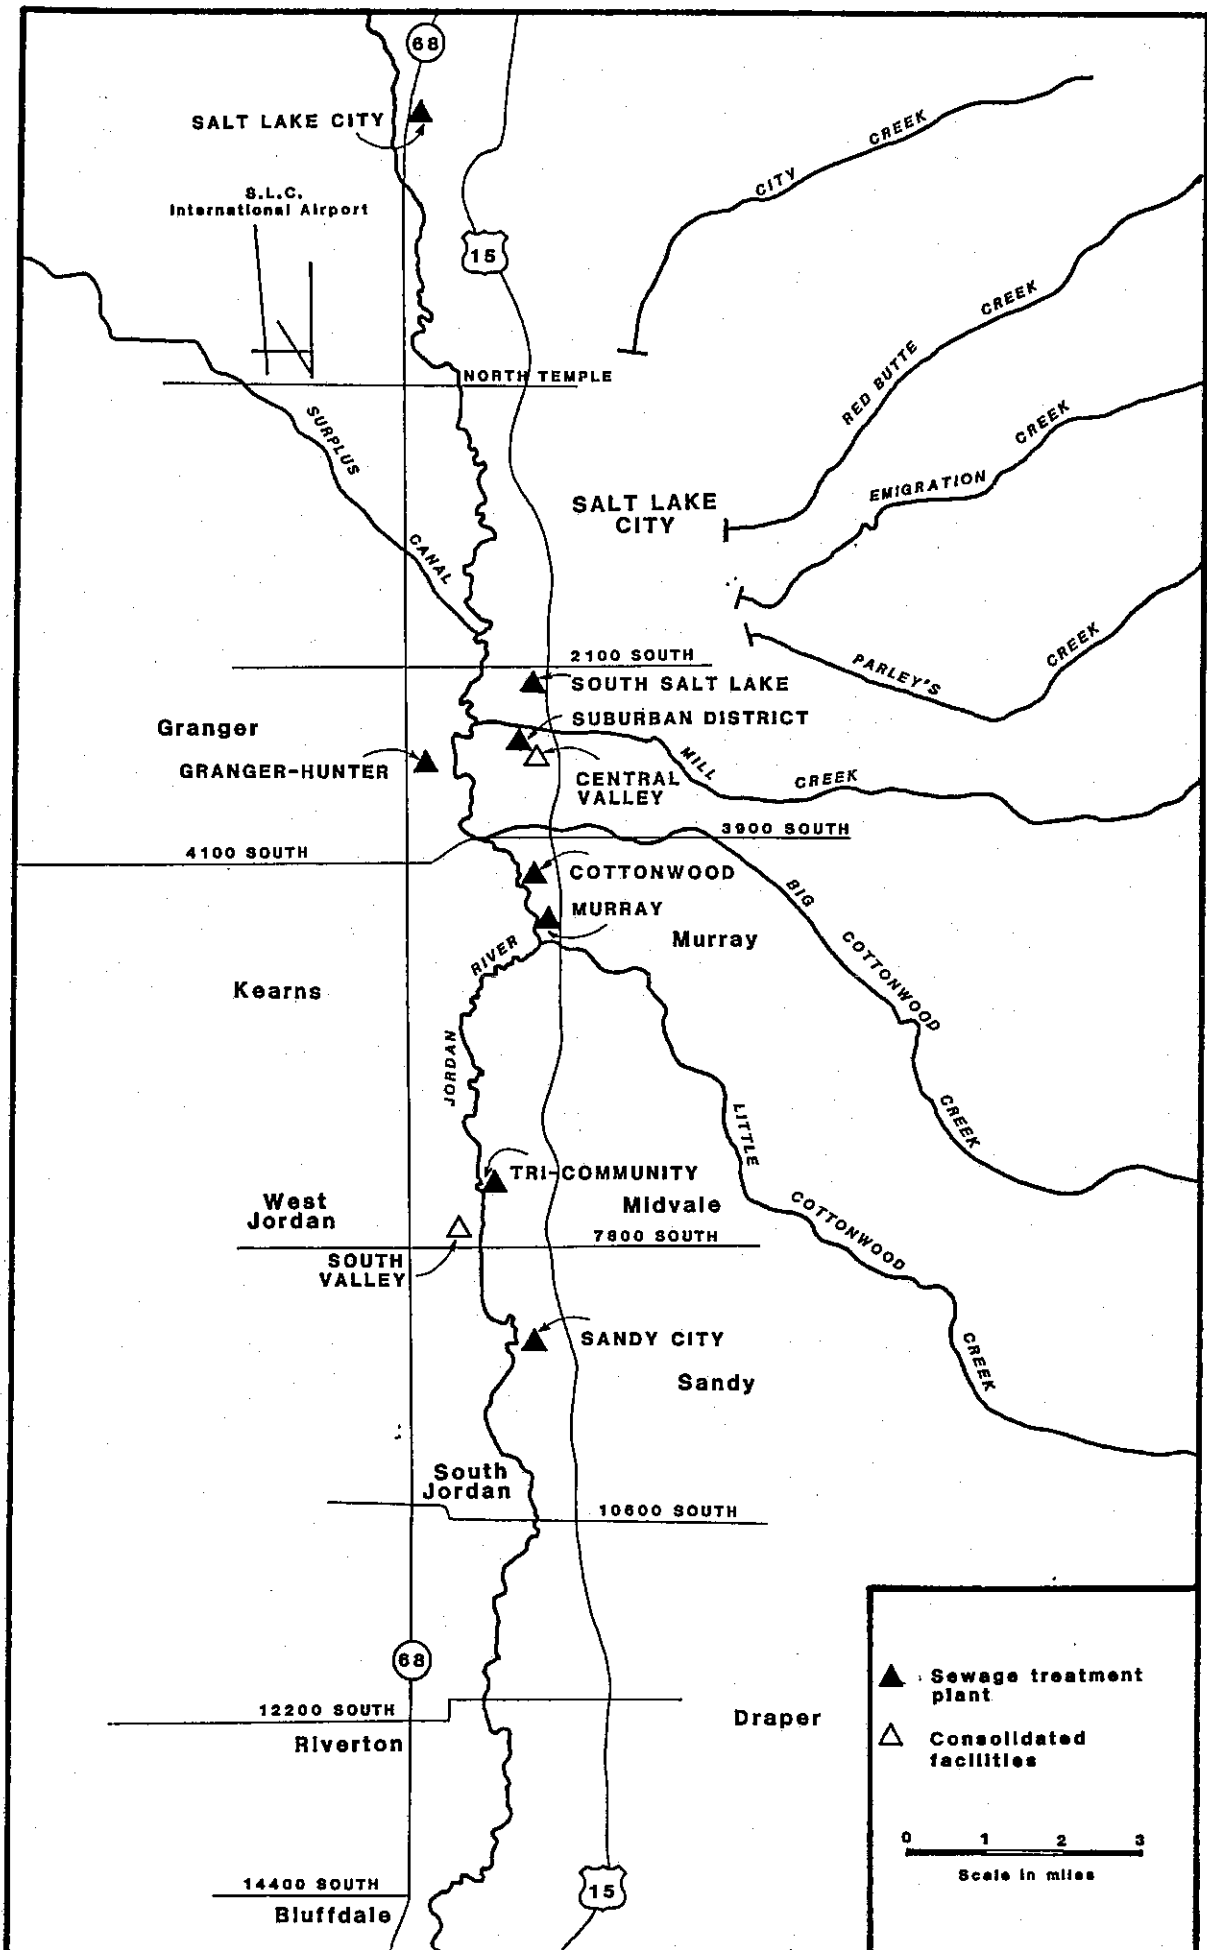 68
SALT LAKE CITY
CITY CREEK
S.L.C.
International Airport
15
RED BUTTE CREEK
NORTH TEMPLE
SURPLUS CANAL
EMIGRATION CREEK
SALT LAKE
CITY
2100 SOUTH
PARLEY'S CREEK
SOUTH SALT LAKE
SUBURBAN DISTRICT
Granger
GRANGER-HUNTER
CENTRAL
VALLEY
MILL CREEK
3900 SOUTH
4100 SOUTH
COTTONWOOD
MURRAY
BIG COTTONWOOD CREEK
Murray
JORDAN RIVER
Kearns
LITTLE COTTONWOOD CREEK
TRI-COMMUNITY
West
Jordan
Midvale
7800 SOUTH
SOUTH
VALLEY
SANDY CITY
Sandy
South
Jordan
10600 SOUTH
68
12200 SOUTH
Riverton
Draper
14400 SOUTH
Bluffdale
15
Sewage treatment
plant
Consolidated
facilities
0 1 2 3
Scale in miles